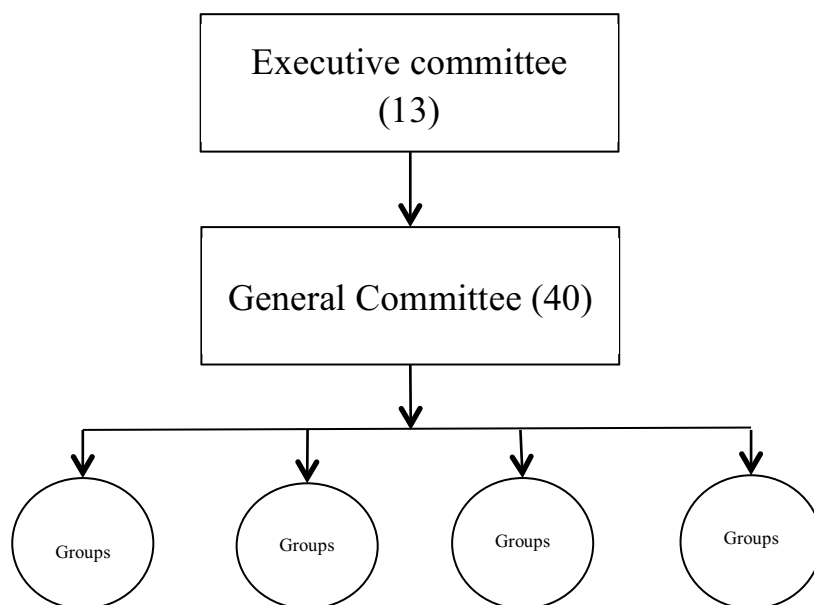 Executive committee
(13)
General Committee (40)
Groups
Groups
Groups
Groups